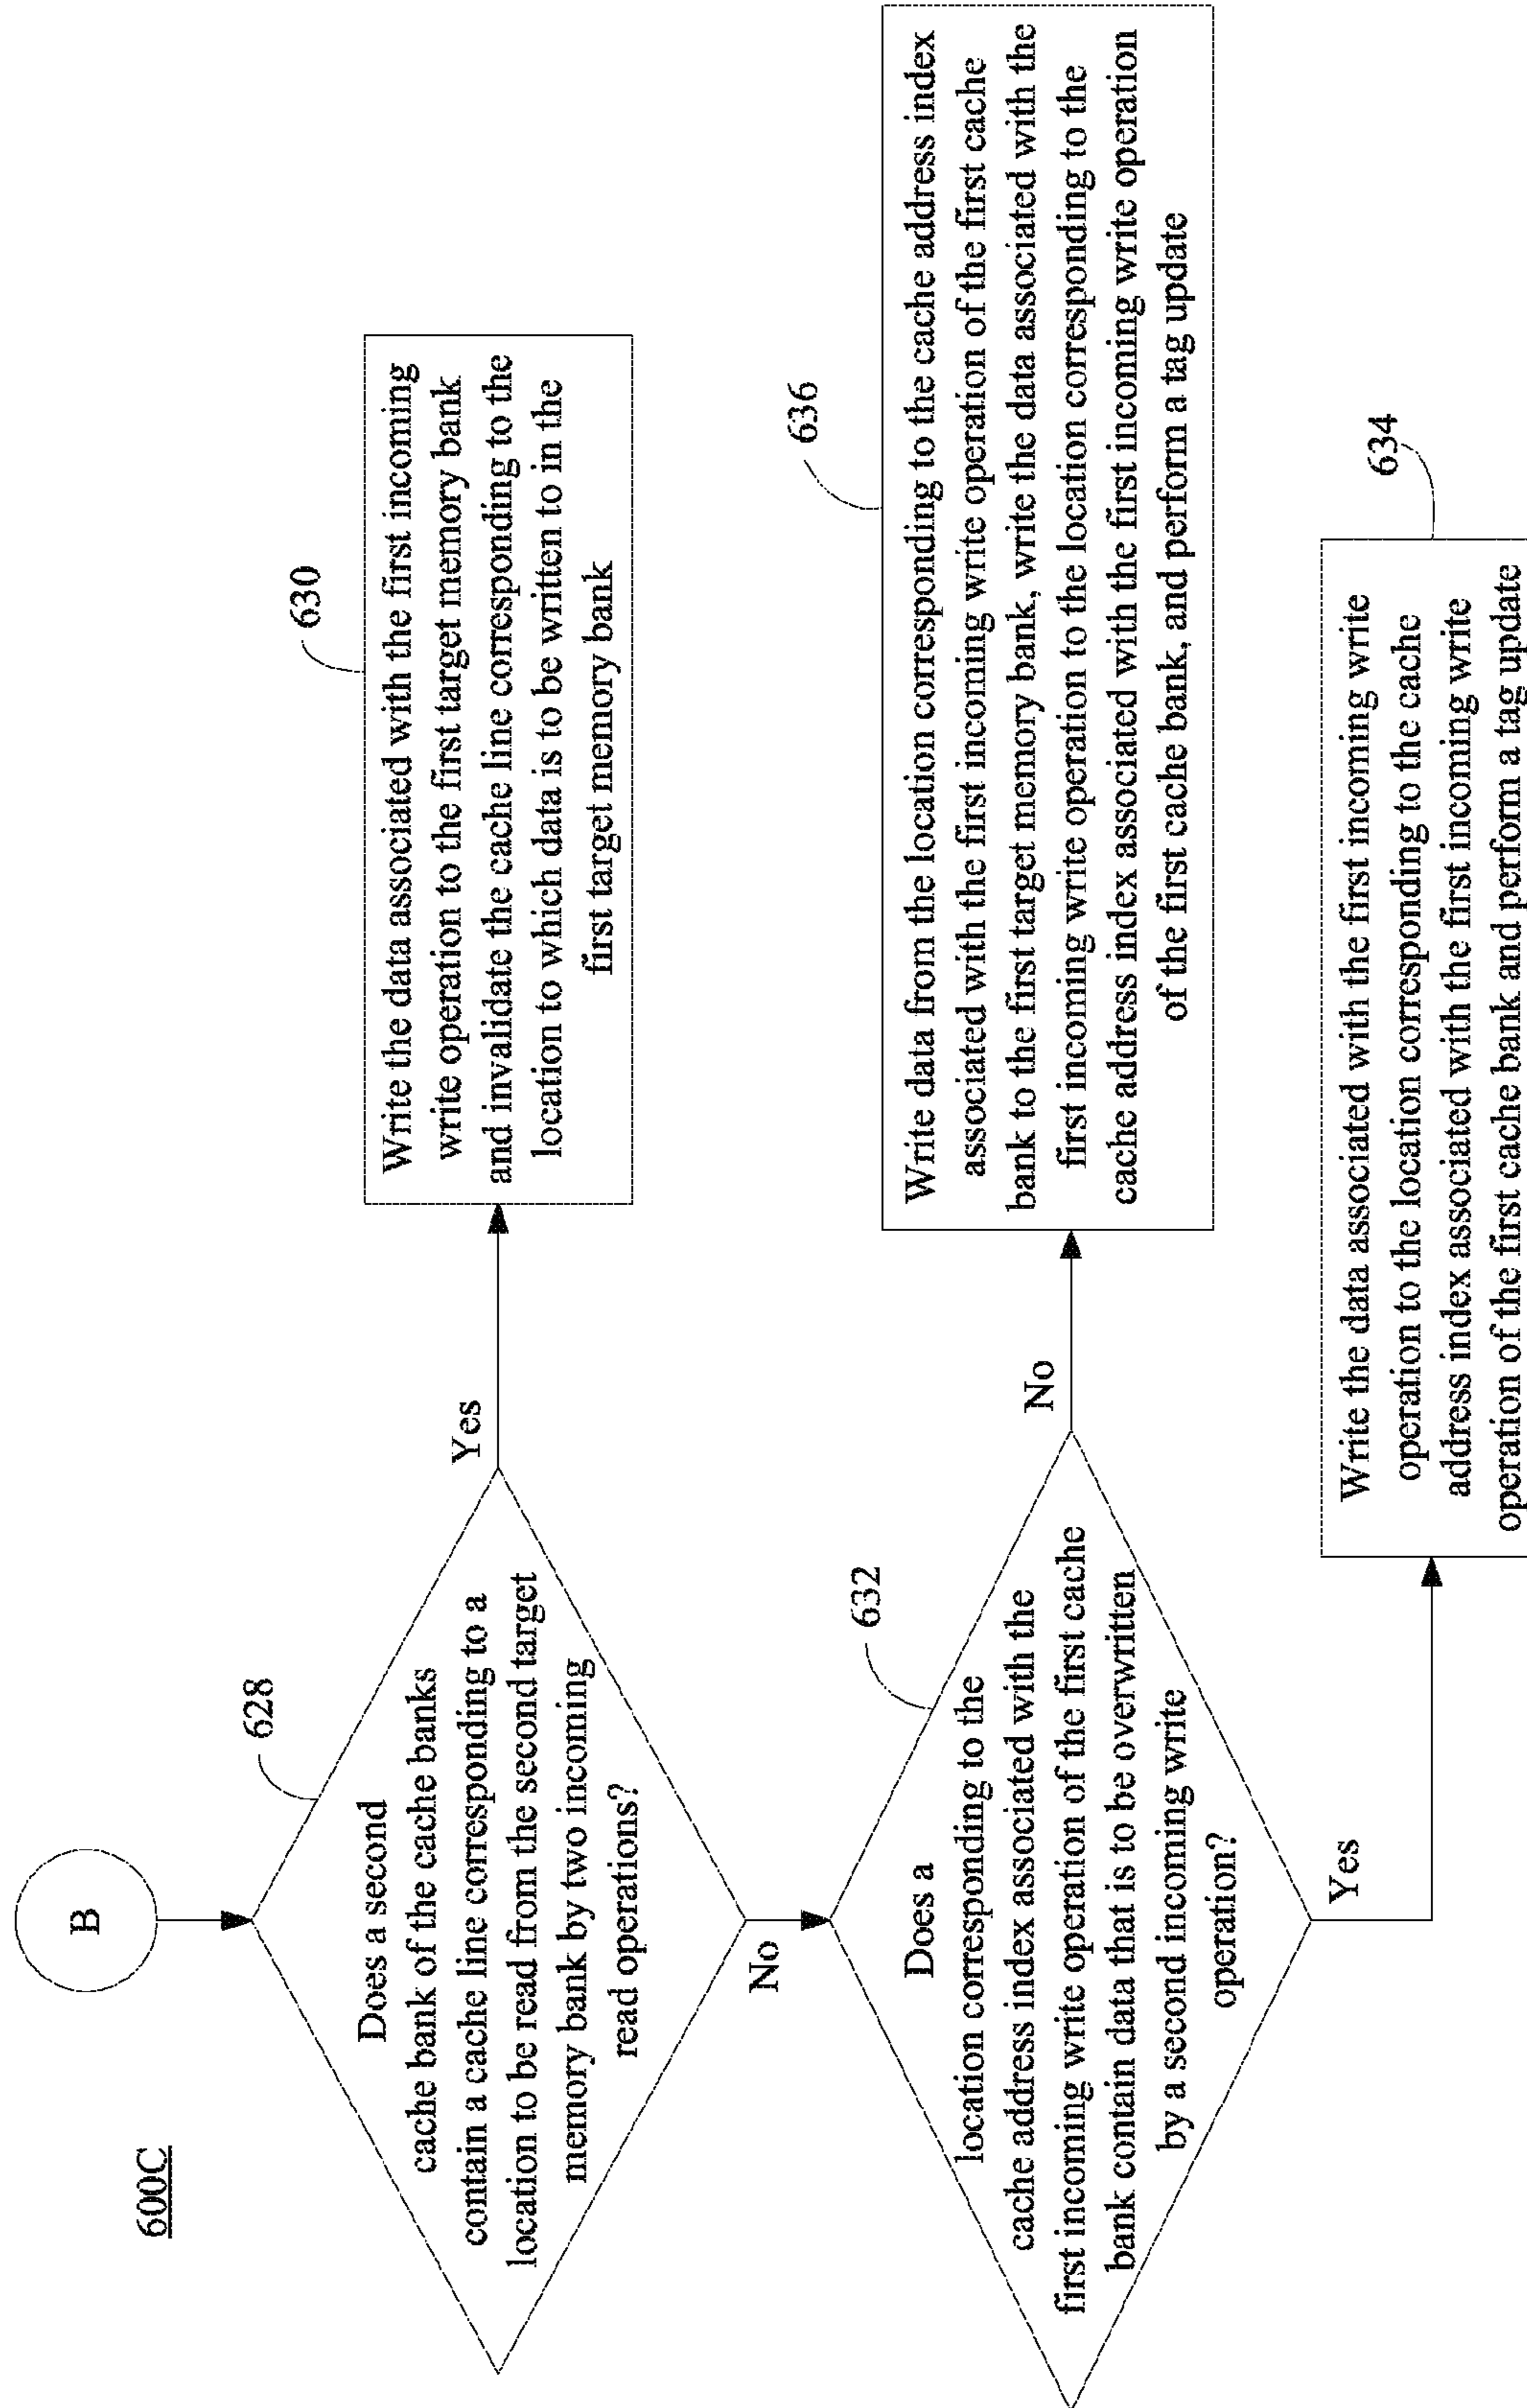 600C
B
628
Does a second
cache bank of the cache banks
contain a cache line corresponding to a
location to be read from the second target
memory bank by two incoming
read operations?
Yes
630
Write the data associated with the first incoming
write operation to the first target memory bank
and invalidate the cache line corresponding to the
location to which data is to be written to in the
first target memory bank
No
632
Does a
location corresponding to the
cache address index associated with the
first incoming write operation of the first cache
bank contain data that is to be overwritten
by a second incoming write
operation?
No
636
Write data from the location corresponding to the cache address index
associated with the first incoming write operation of the first cache
bank to the first target memory bank, write the data associated with the
first incoming write operation to the location corresponding to the
cache address index associated with the first incoming write operation
of the first cache bank, and perform a tag update
Yes
634
Write the data associated with the first incoming write
operation to the location corresponding to the cache
address index associated with the first incoming write
operation of the first cache bank and perform a tag update